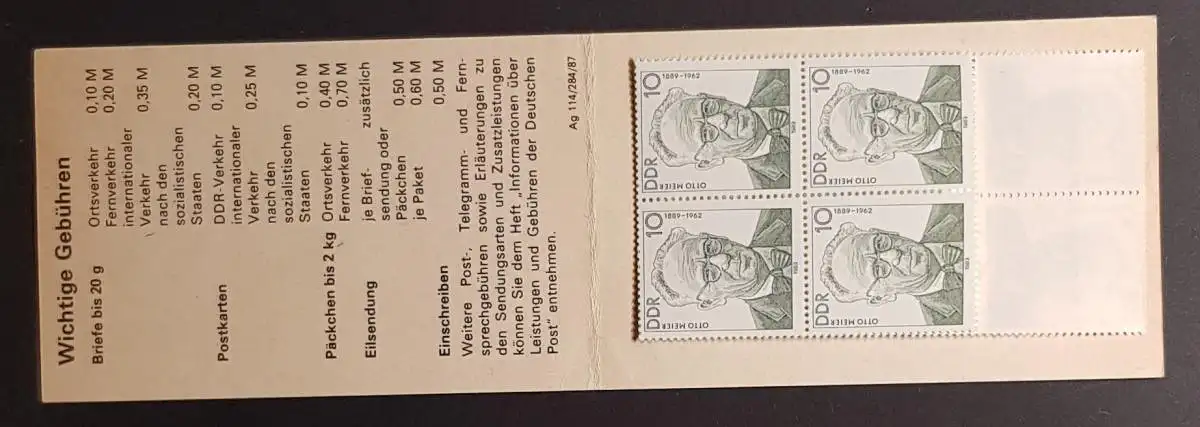 Wichtige Gebühren
Briefe bis 20 g Ortsverkehr 0,10 M
Fernverkehr 0,20 M
internationaler
Verkehr 0,35 M
nach den
sozialistischen
Staaten 0,20 M
Postkarten DDR-Verkehr 0,10 M
internationaler
Verkehr 0,25 M
nach den
sozialistischen
Staaten 0,10 M
Päckchen bis 2 kg Ortsverkehr 0,40 M
Fernverkehr 0,70 M
Eilsendung je Brief- zusätzlich
sendung oder
Päckchen 0,50 M
je Paket 0,60 M
Einschreiben 0,50 M
Weitere Post-, Telegramm- und Fern-
sprechgebühren sowie Erläuterungen zu
den Sendungsarten und Zusatzleistungen
können Sie dem Heft „Informationen über
Leistungen und Gebühren der Deutschen
Post" entnehmen.
Ag 114/284/87
DDR 10
1889-1962
OTTO MEIER
1989
DDR 10
1889-1962
OTTO MEIER
1989
DDR 10
1889-1962
OTTO MEIER
1989
DDR 10
1889-1962
OTTO MEIER
1989